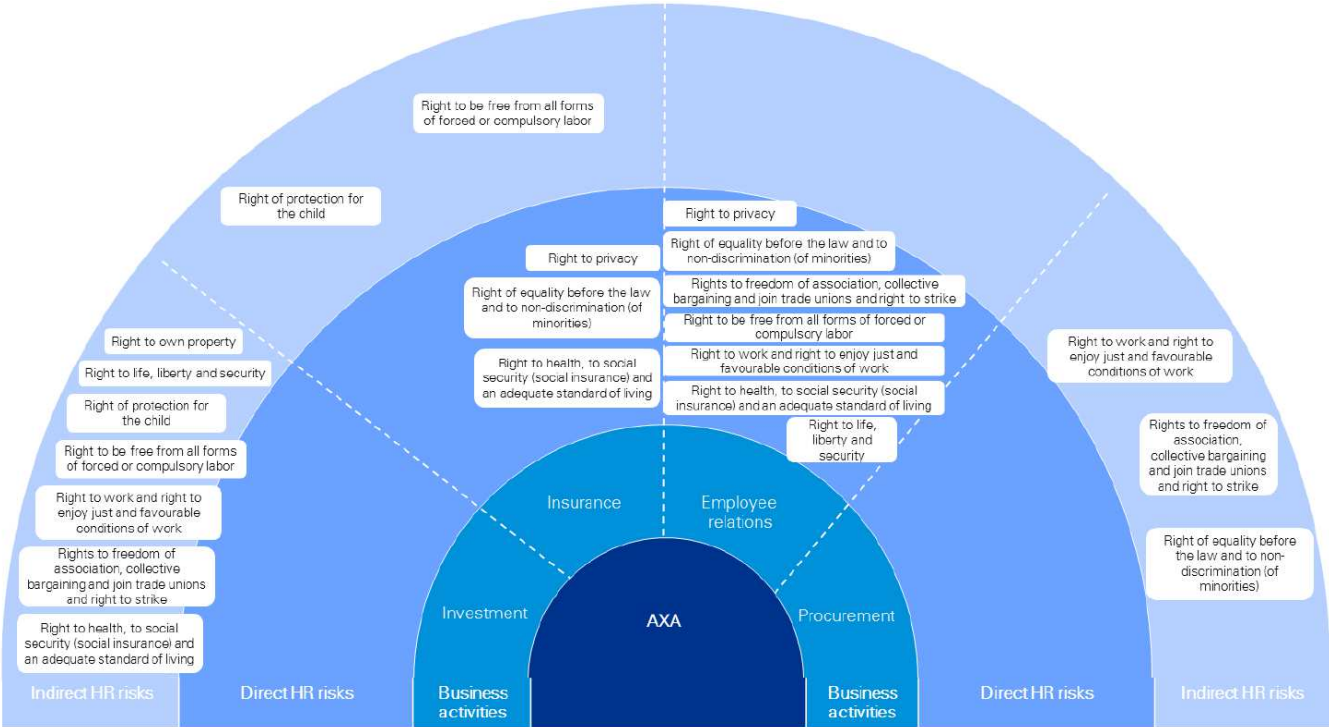 Right to be free from all forms
of forced or compulsory labor
Right of protection for
the child
Right to privacy
Right of equality before the law and to
non-discrimination (of minorities)
Right to privacy
Rights to freedom of association, collective
bargaining and join trade unions and right to strike
Right of equality before the law
and to non-discrimination (of
minorities)
Right to be free from all forms of forced or
compulsory labor
Right to work and right to enjoy just and
favourable conditions of work
Right to health, to social
security (social insurance) and
an adequate standard of living
Right to health, to social security (social
insurance) and an adequate standard of living
Right to life,
liberty and
security
Right to own property
Right to life, liberty and security
Right of protection for
the child
Right to be free from all forms
of forced or compulsory labor
Right to work and right to
enjoy just and favourable
conditions of work
Rights to freedom of
association, collective
bargaining and join trade unions
and right to strike
Right to health, to social
security (social insurance) and
an adequate standard of living
Right to work and right to
enjoy just and favourable
conditions of work
Rights to freedom of
association,
collective bargaining
and join trade unions
and right to strike
Right of equality before
the law and to non-
discrimination (of
minorities)
Insurance
Employee
relations
Investment
AXA
Procurement
Indirect HR risks
Direct HR risks
Business
activities
Business
activities
Direct HR risks
Indirect HR risks